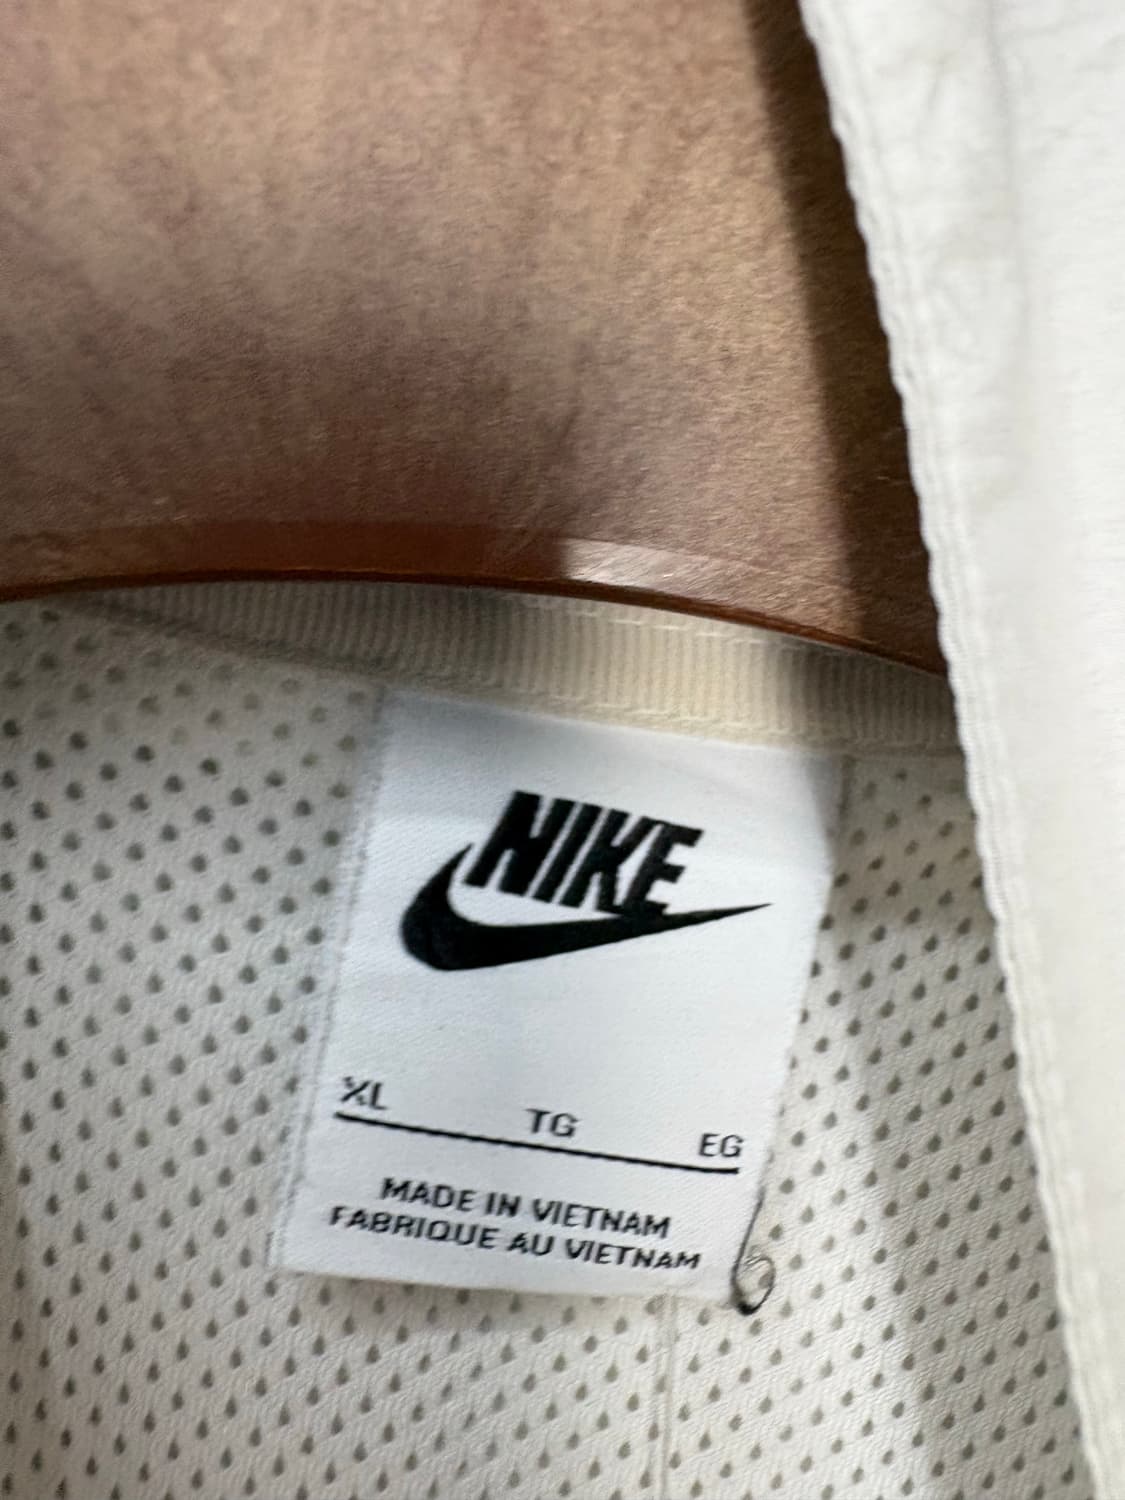 NIKE
XL TG EG
MADE IN VIETNAM
FABRIQUE AU VIETNAM